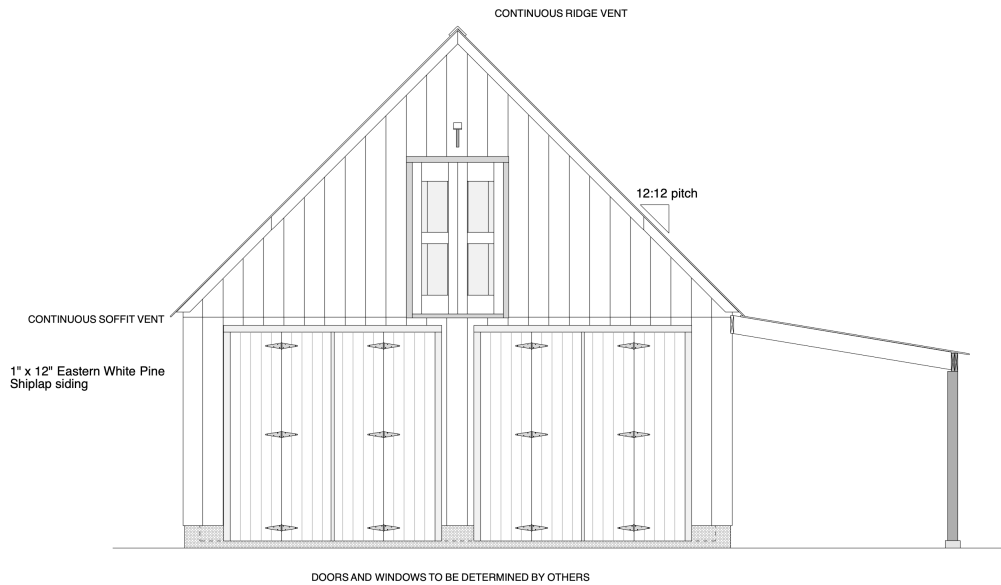 CONTINUOUS RIDGE VENT
12:12 pitch
CONTINUOUS SOFFIT VENT
1" x 12" Eastern White Pine
Shiplap siding
DOORS AND WINDOWS TO BE DETERMINED BY OTHERS